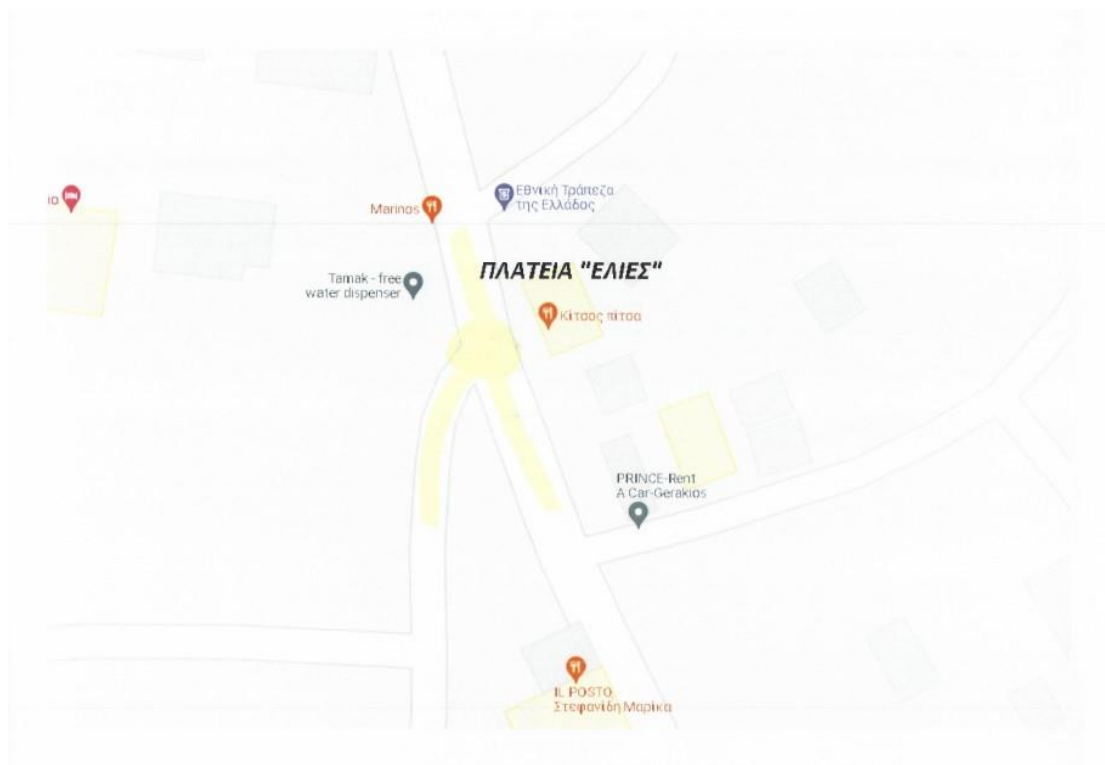 io
Εθνική Τράπεζα
της Ελλάδος
Marinos
ΠΛΑΤΕΙΑ "ΕΛΙΕΣ"
Tamak - free
water dispenser
Κίτσος πίτσα
PRINCE-Rent
A Car-Gerakios
IL POSTO
Στεφανίδη Μαρίκα